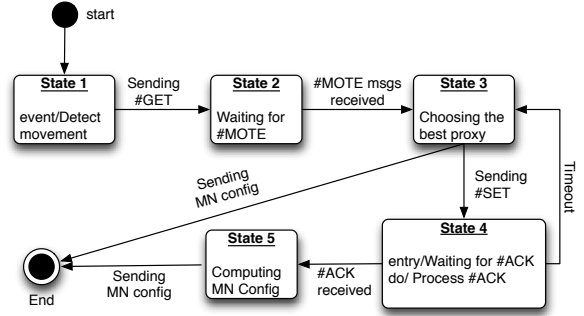 start
State 1
event/Detect
movement
Sending
#GET
State 2
Waiting for
#MOTE
#MOTE msgs
received
State 3
Choosing the
best proxy
Timeout
Sending
#SET
Sending
MN config
State 4
entry/Waiting for #ACK
do/ Process #ACK
#ACK
received
State 5
Computing
MN Config
Sending
MN config
End